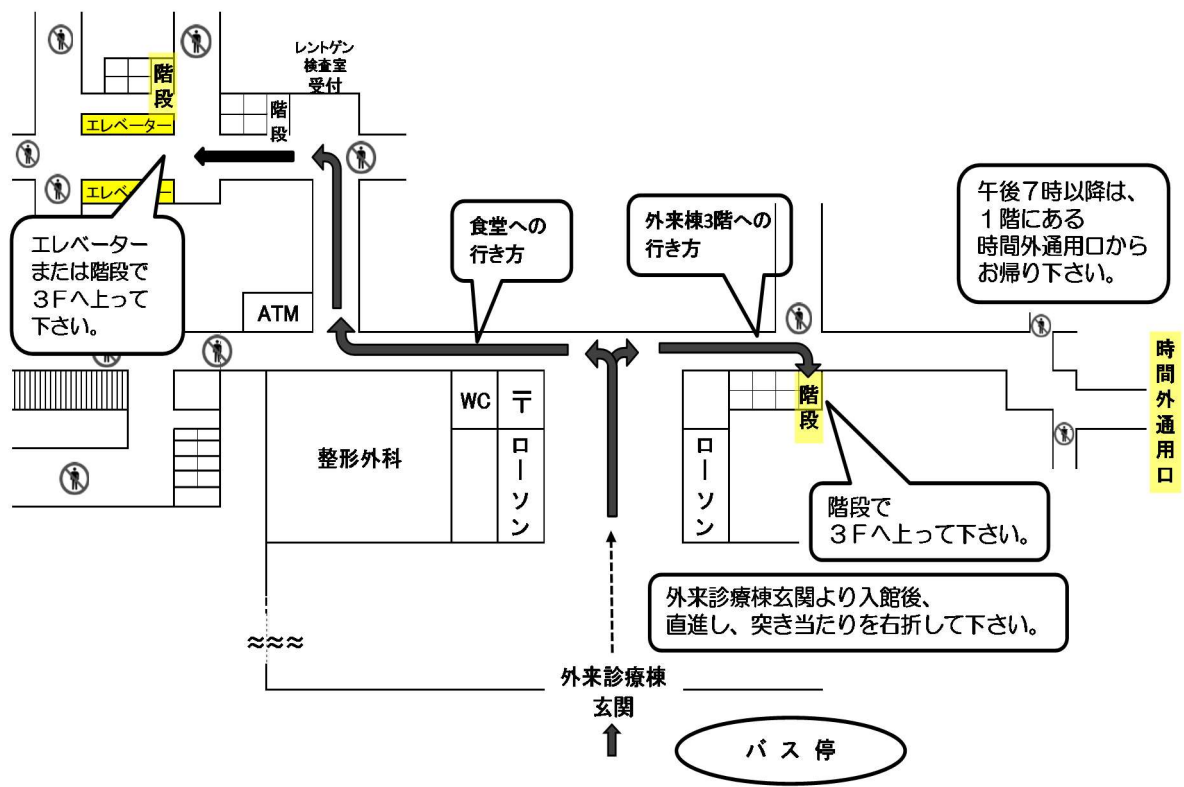 レントゲン
検査室
受付
階
段
階
段
エレベーター
エレベーター
エレベーター
または階段で
３Ｆへ上って
下さい。
食堂への
行き方
外来棟3階への
行き方
午後７時以降は、
１階にある
時間外通用口から
お帰り下さい。
ATM
時間外通用口
WC
〒
階
段
整形外科
ローソン
ローソン
階段で
３Ｆへ上って下さい。
外来診療棟玄関より入館後、
直進し、突き当たりを右折して下さい。
≈≈≈
外来診療棟
玄関
バス停